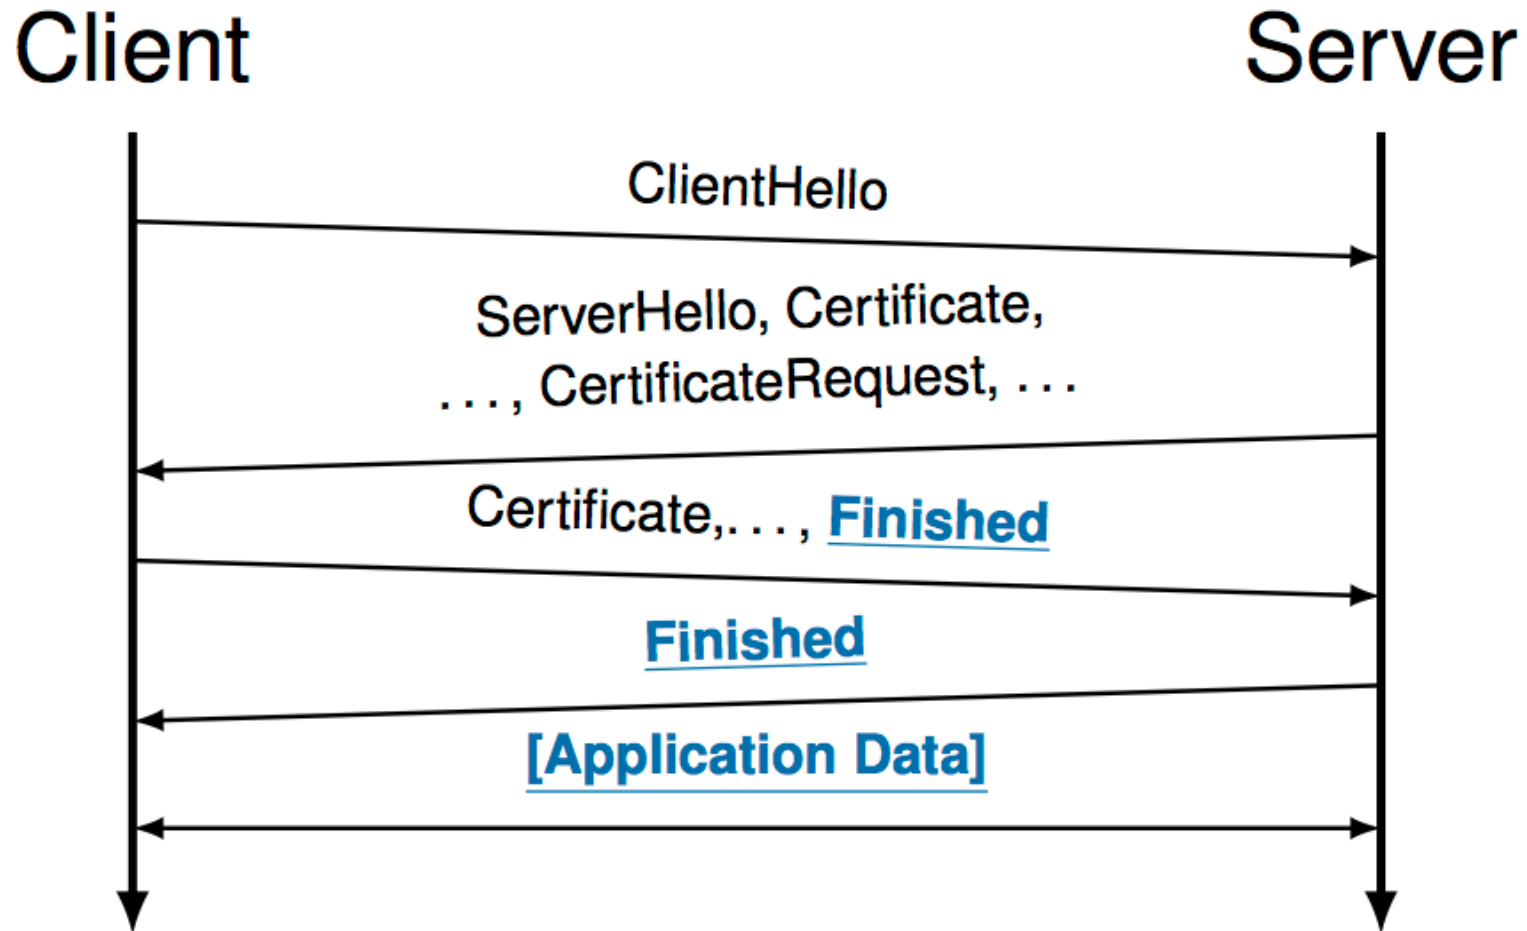 Client
Server
ClientHello
ServerHello, Certificate,
..., CertificateRequest, ...
Certificate,..., Finished
Finished
[Application Data]